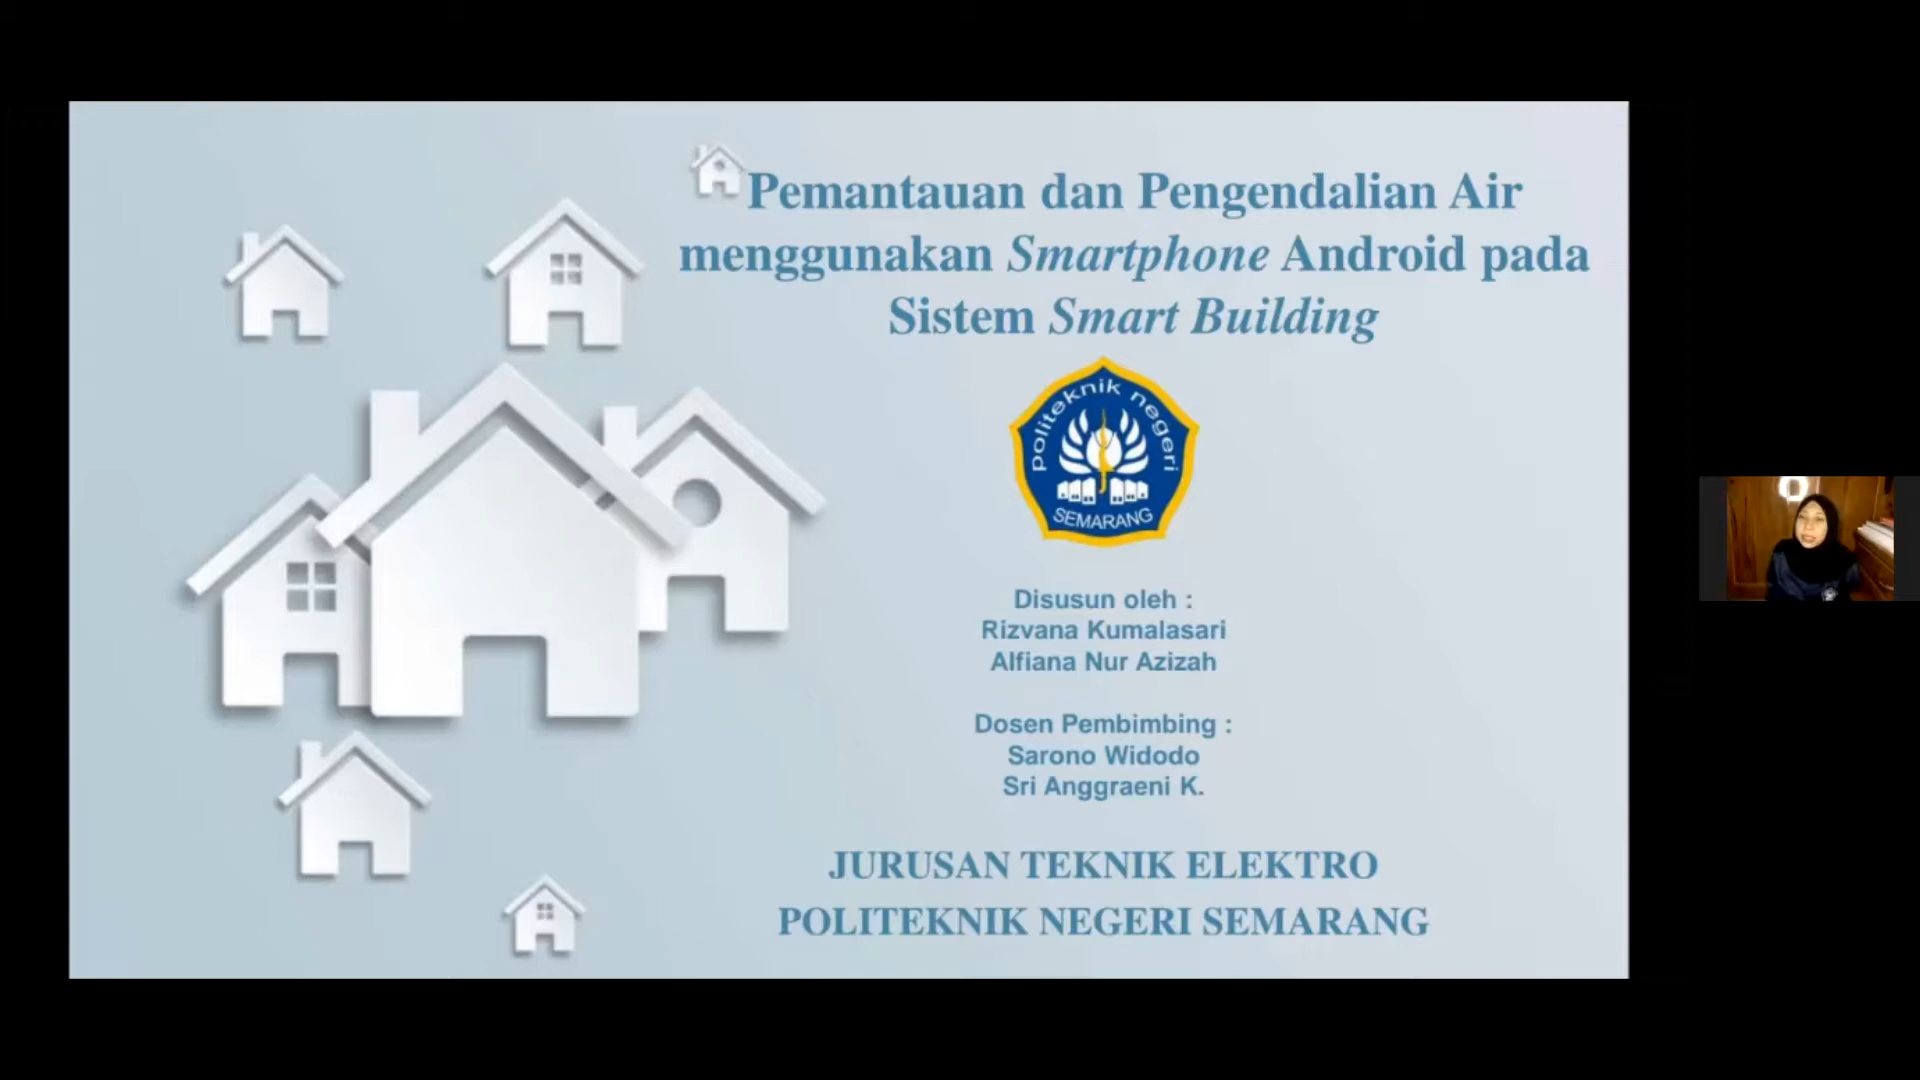 Pemantauan dan Pengendalian Air
menggunakan Smartphone Android pada
Sistem Smart Building
politeknik negeri
SEMARANG
Disusun oleh :
Rizvana Kumalasari
Alfiana Nur Azizah
Dosen Pembimbing :
Sarono Widodo
Sri Anggraeni K.
JURUSAN TEKNIK ELEKTRO
POLITEKNIK NEGERI SEMARANG